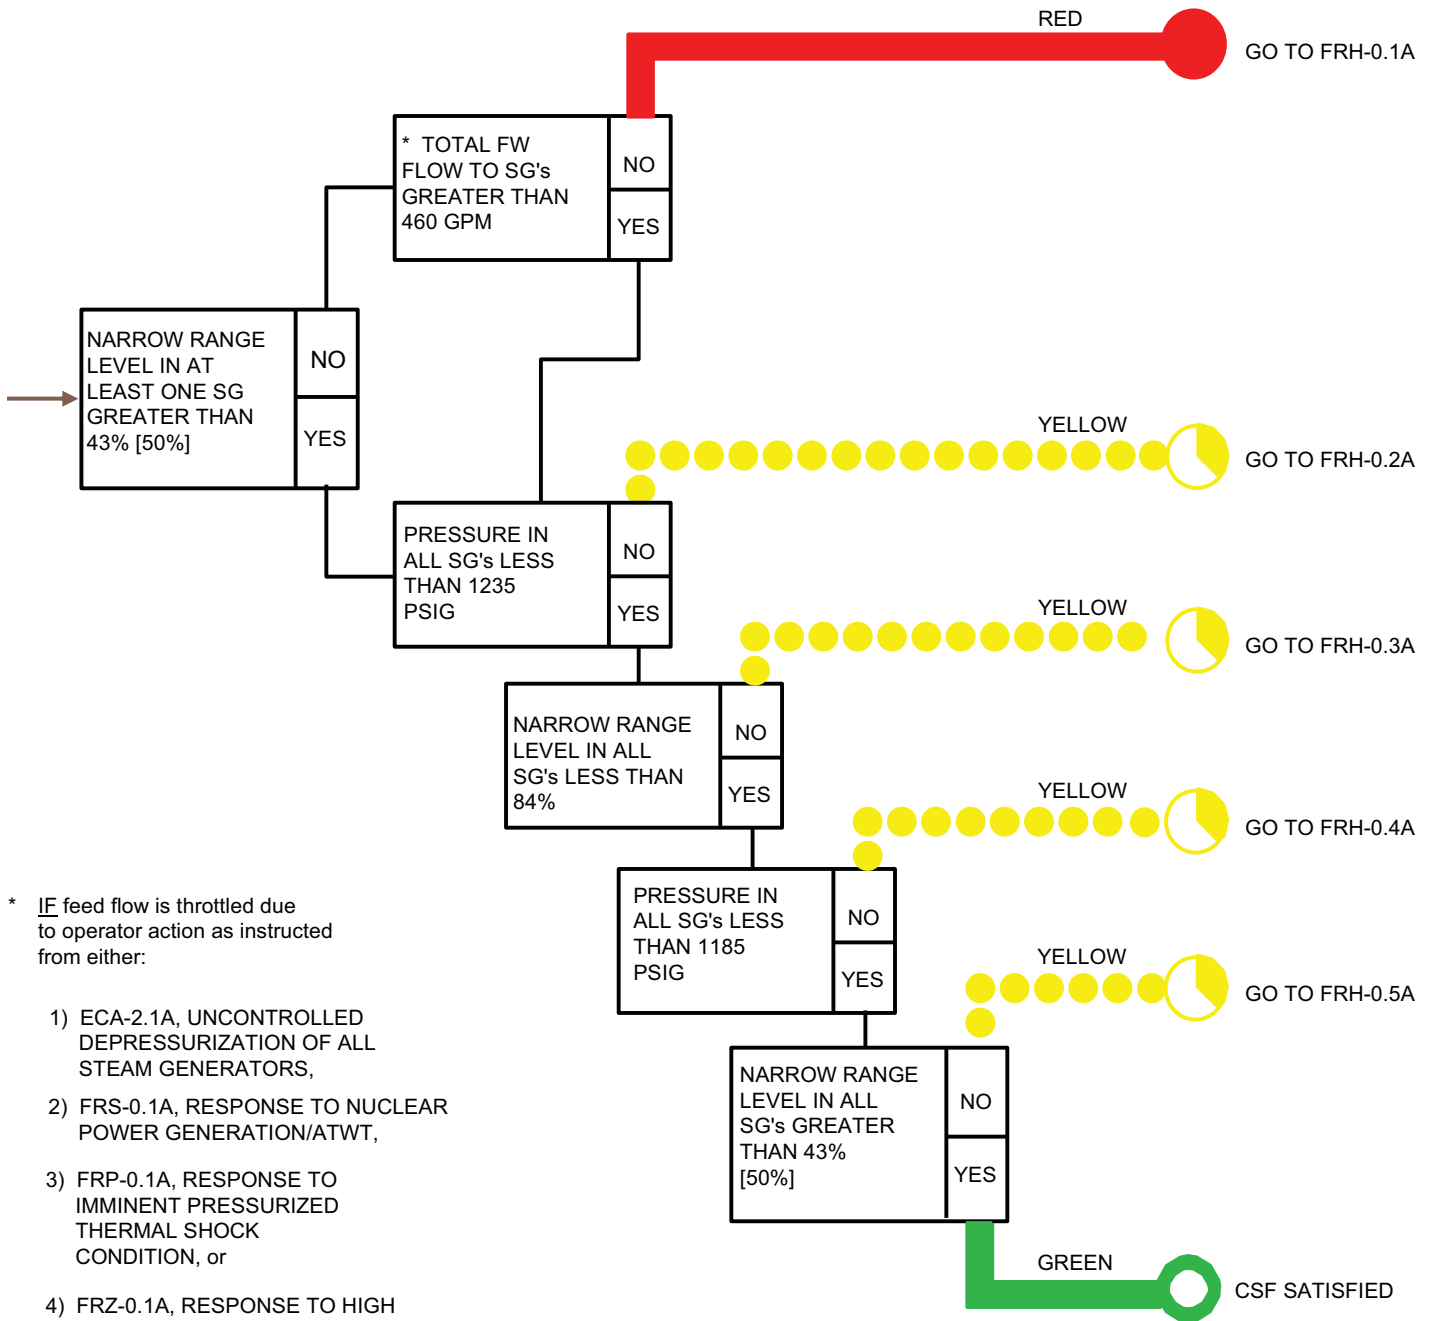 RED
GO TO FRH-0.1A
* TOTAL FW
FLOW TO SG's
GREATER THAN
460 GPM
NO
YES
NARROW RANGE
LEVEL IN AT
LEAST ONE SG
GREATER THAN
43% [50%]
NO
YES
YELLOW
GO TO FRH-0.2A
PRESSURE IN
ALL SG's LESS
THAN 1235
PSIG
NO
YES
YELLOW
GO TO FRH-0.3A
NARROW RANGE
LEVEL IN ALL
SG's LESS THAN
84%
NO
YES
YELLOW
GO TO FRH-0.4A
PRESSURE IN
ALL SG's LESS
THAN 1185
PSIG
NO
YES
YELLOW
GO TO FRH-0.5A
NARROW RANGE
LEVEL IN ALL
SG's GREATER
THAN 43%
[50%]
NO
YES
GREEN
CSF SATISFIED
* IF feed flow is throttled due
to operator action as instructed
from either:
1) ECA-2.1A, UNCONTROLLED
DEPRESSURIZATION OF ALL
STEAM GENERATORS,
2) FRS-0.1A, RESPONSE TO NUCLEAR
POWER GENERATION/ATWT,
3) FRP-0.1A, RESPONSE TO
IMMINENT PRESSURIZED
THERMAL SHOCK
CONDITION, or
4) FRZ-0.1A, RESPONSE TO HIGH